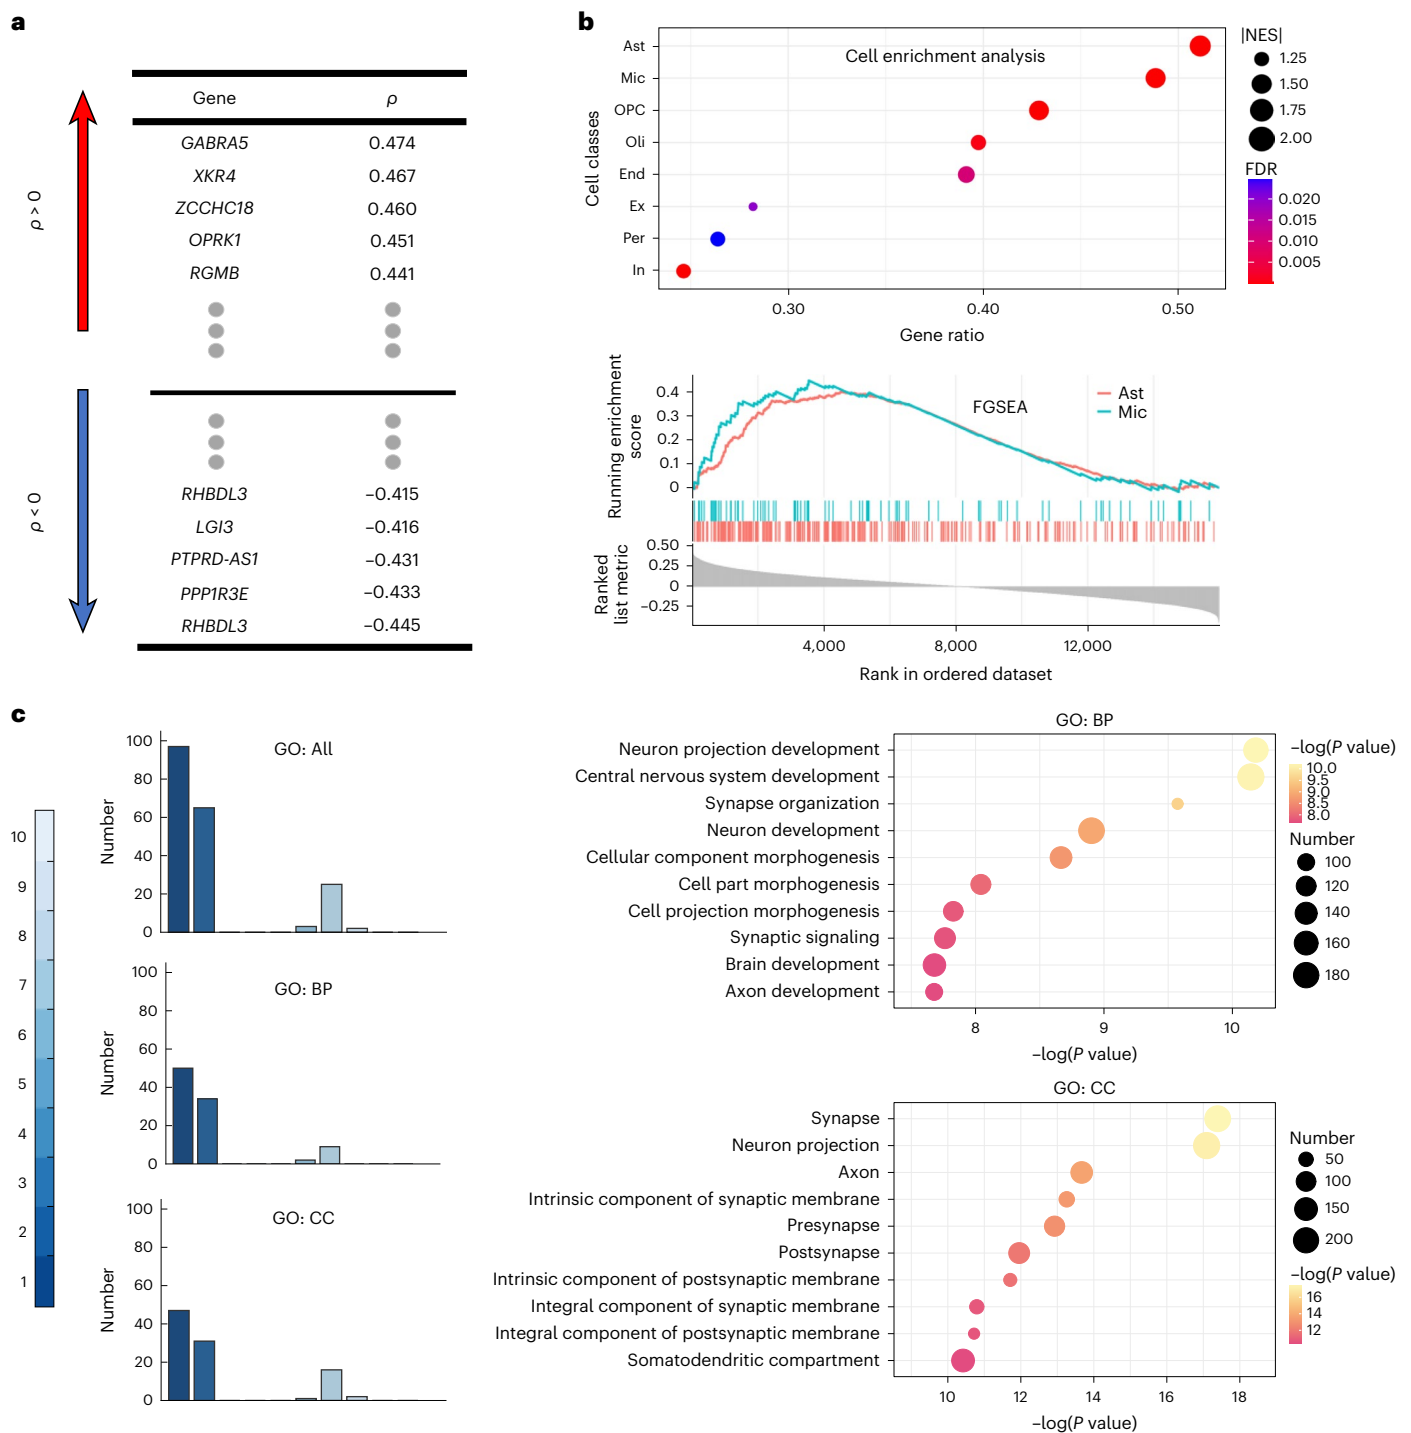 a
Gene ρ
GABRA5 0.474
XKR4 0.467
ZCCHC18 0.460
OPRK1 0.451
RGMB 0.441
ρ > 0
RHBDL3 –0.415
LGI3 –0.416
PTPRD-AS1 –0.431
PPP1R3E –0.433
RHBDL3 –0.445
ρ < 0
b
Cell enrichment analysis
Cell classes
Ast
Mic
OPC
Oli
End
Ex
Per
In
0.30 0.40 0.50
Gene ratio
|NES|
1.25
1.50
1.75
2.00
FDR
0.020
0.015
0.010
0.005
Running enrichment
score
0.4
0.3
0.2
0.1
0
FGSEA
Ast
Mic
Ranked
list metric
0.50
0.25
0
–0.25
4,000 8,000 12,000
Rank in ordered dataset
c
10
9
8
7
6
5
4
3
2
1
GO: All
Number
100
80
60
40
20
0
GO: BP
Number
100
80
60
40
20
0
GO: CC
Number
100
80
60
40
20
0
GO: BP
Neuron projection development
Central nervous system development
Synapse organization
Neuron development
Cellular component morphogenesis
Cell part morphogenesis
Cell projection morphogenesis
Synaptic signaling
Brain development
Axon development
8 9 10
–log(P value)
–log(P value)
10.0
9.5
9.0
8.5
8.0
Number
100
120
140
160
180
GO: CC
Synapse
Neuron projection
Axon
Intrinsic component of synaptic membrane
Presynapse
Postsynapse
Intrinsic component of postsynaptic membrane
Integral component of synaptic membrane
Integral component of postsynaptic membrane
Somatodendritic compartment
10 12 14 16 18
–log(P value)
Number
50
100
150
200
–log(P value)
16
14
12